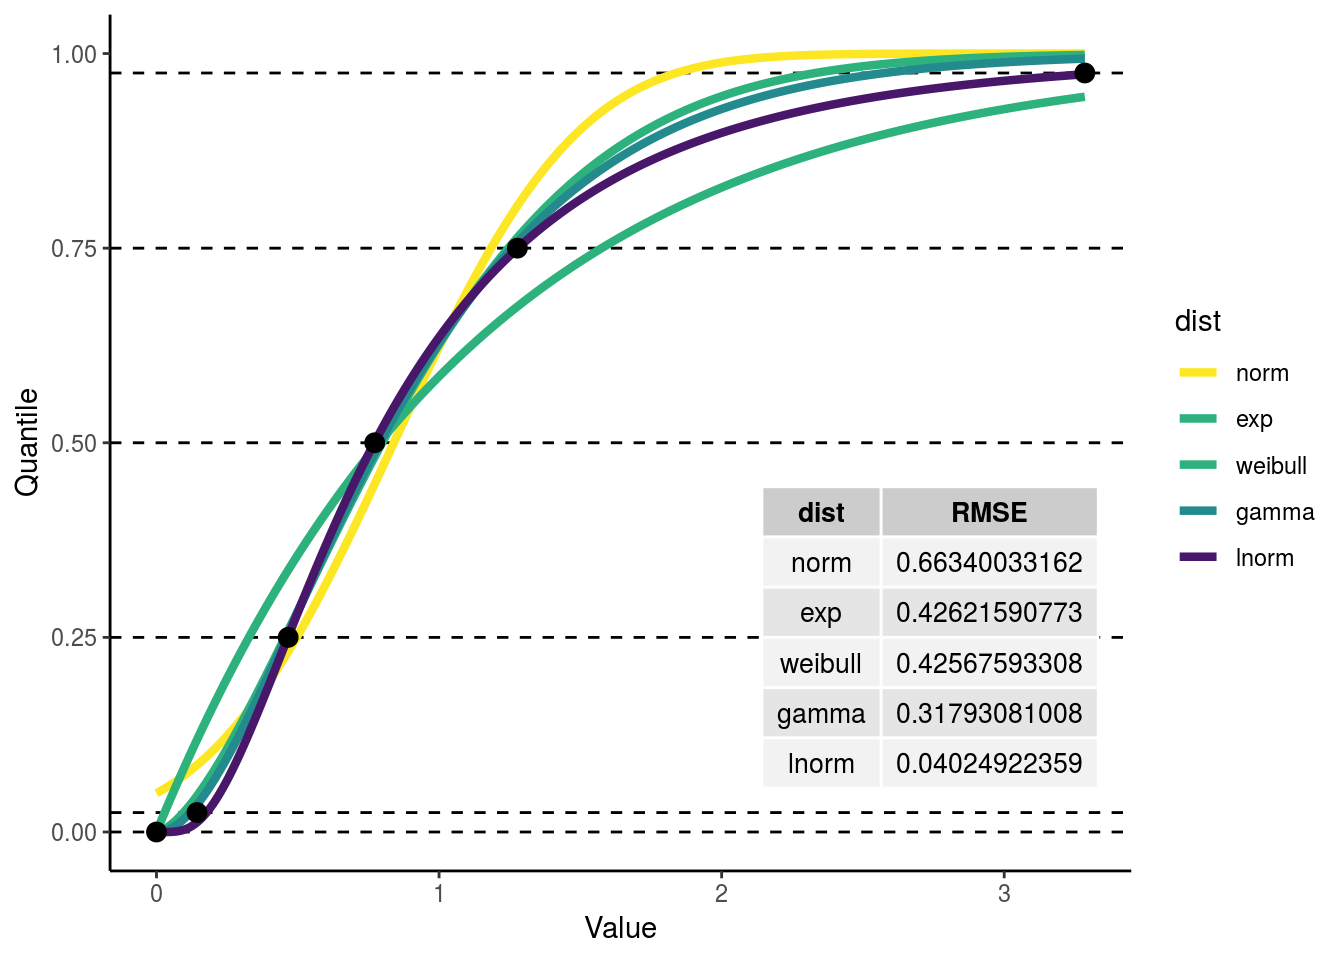 1.00
0.75
0.50
0.25
0.00
Quantile
0 1 2 3
Value
dist RMSE
norm 0.66340033162
exp 0.42621590773
weibull 0.42567593308
gamma 0.31793081008
lnorm 0.04024922359
dist
norm
exp
weibull
gamma
lnorm